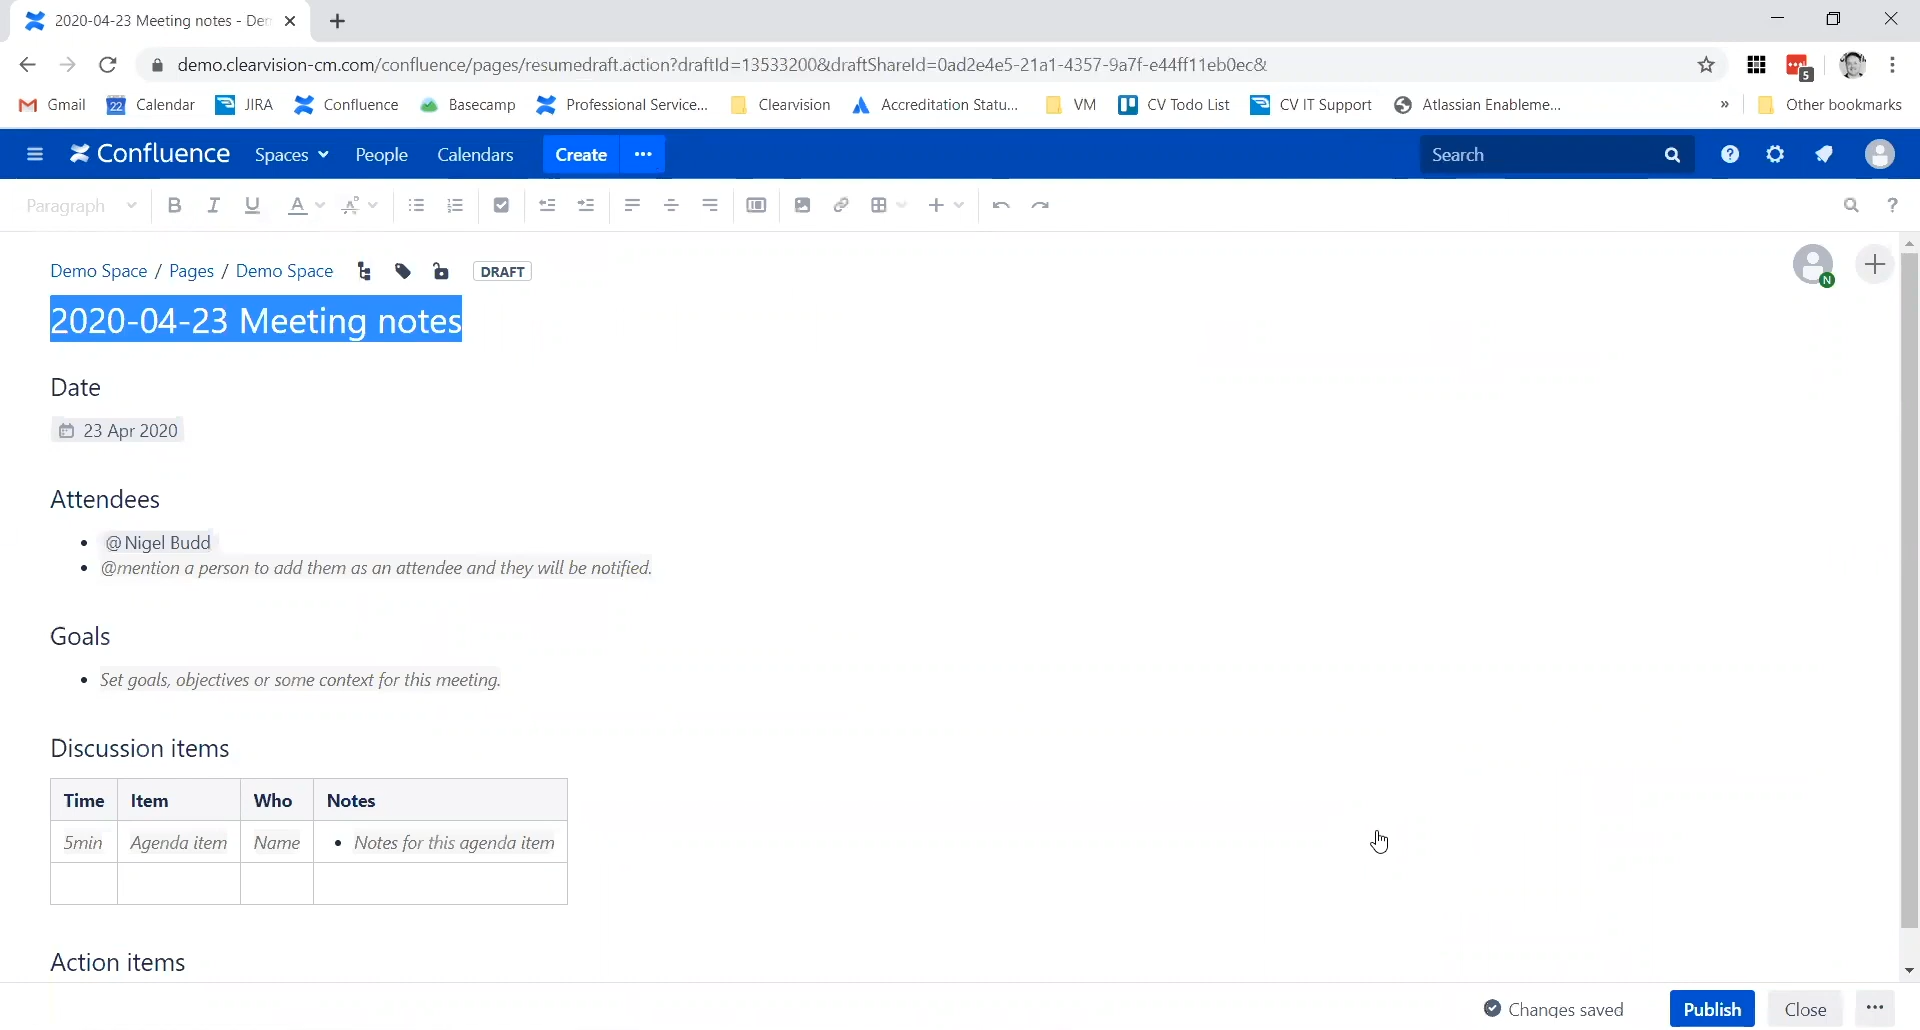 2020-04-23 Meeting notes - Den
demo.clearvision-cm.com/confluence/pages/resumedraft.action?draftId=13533200&draftShareId=0ad2e4e5-21a1-4357-9a7f-e44ff11eb0ec&
5
Gmail 22 Calendar JIRA Confluence Basecamp Professional Service... Clearvision Accreditation Statu... VM CV Todo List CV IT Support Atlassian Enableme... » Other bookmarks
Confluence Spaces People Calendars Create ••• Search ?
Paragraph B I U A ?
Demo Space / Pages / Demo Space DRAFT
N
2020-04-23 Meeting notes
Date
23 Apr 2020
Attendees
• @Nigel Budd
• @mention a person to add them as an attendee and they will be notified.
Goals
• Set goals, objectives or some context for this meeting.
Discussion items
Time Item Who Notes
5min Agenda item Name • Notes for this agenda item
Action items
Changes saved Publish Close •••